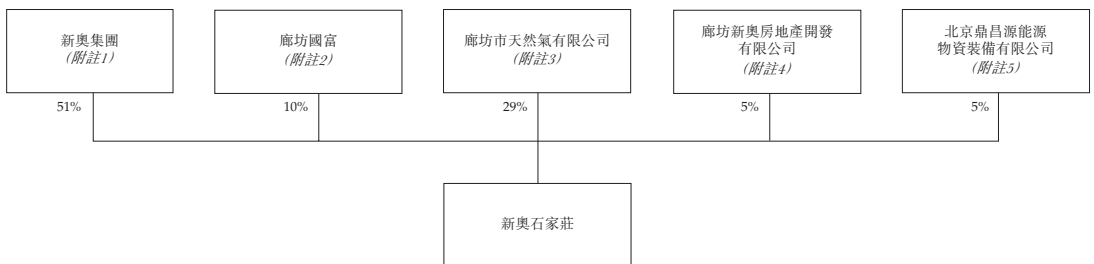 新奧集團
(附註1)
廊坊國富
(附註2)
廊坊市天然氣有限公司
(附註3)
廊坊新奧房地產開發
有限公司
(附註4)
北京鼎昌源能源
物資裝備有限公司
(附註5)
51%
10%
29%
5%
5%
新奧石家莊